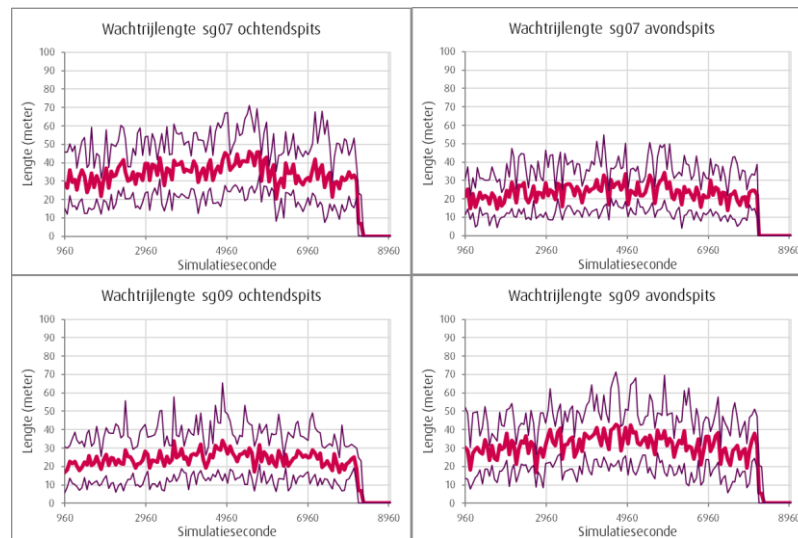 Wachtrijlengte sg07 ochtendspits
100
90
80
70
60
50
40
30
20
10
0
Lengte (meter)
960 2960 4960 6960 8960
Simulatieseconde
Wachtrijlengte sg07 avondspits
100
90
80
70
60
50
40
30
20
10
0
Lengte (meter)
960 2960 4960 6960 8960
Simulatieseconde
Wachtrijlengte sg09 ochtendspits
100
90
80
70
60
50
40
30
20
10
0
Lengte (meter)
960 2960 4960 6960 8960
Simulatieseconde
Wachtrijlengte sg09 avondspits
100
90
80
70
60
50
40
30
20
10
0
Lengte (meter)
960 2960 4960 6960 8960
Simulatieseconde